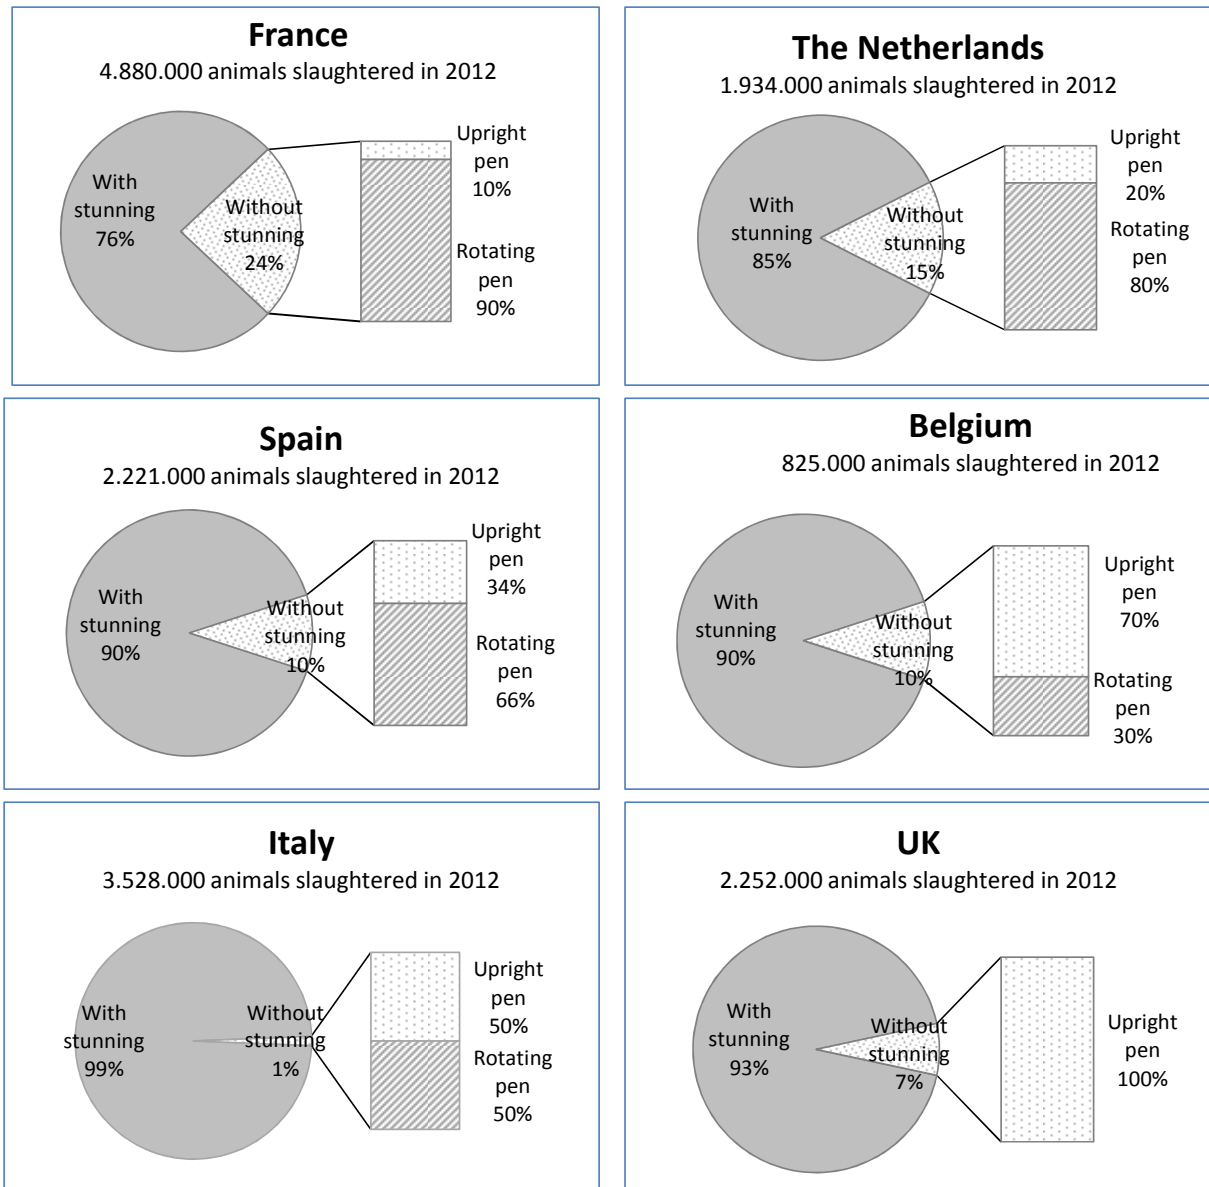 France
4.880.000 animals slaughtered in 2012
With
stunning
76%
Without
stunning
24%
Upright
pen
10%
Rotating
pen
90%
The Netherlands
1.934.000 animals slaughtered in 2012
With
stunning
85%
Without
stunning
15%
Upright
pen
20%
Rotating
pen
80%
Spain
2.221.000 animals slaughtered in 2012
With
stunning
90%
Without
stunning
10%
Upright
pen
34%
Rotating
pen
66%
Belgium
825.000 animals slaughtered in 2012
With
stunning
90%
Without
stunning
10%
Upright
pen
70%
Rotating
pen
30%
Italy
3.528.000 animals slaughtered in 2012
With
stunning
99%
Without
stunning
1%
Upright
pen
50%
Rotating
pen
50%
UK
2.252.000 animals slaughtered in 2012
With
stunning
93%
Without
stunning
7%
Upright
pen
100%